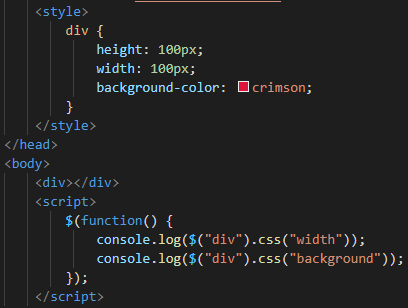 <style>
div {
height: 100px;
width: 100px;
background-color: crimson;
}
</style>
</head>
<body>
<div></div>
<script>
$(function() {
console.log($("div").css("width"));
console.log($("div").css("background"));
});
</script>